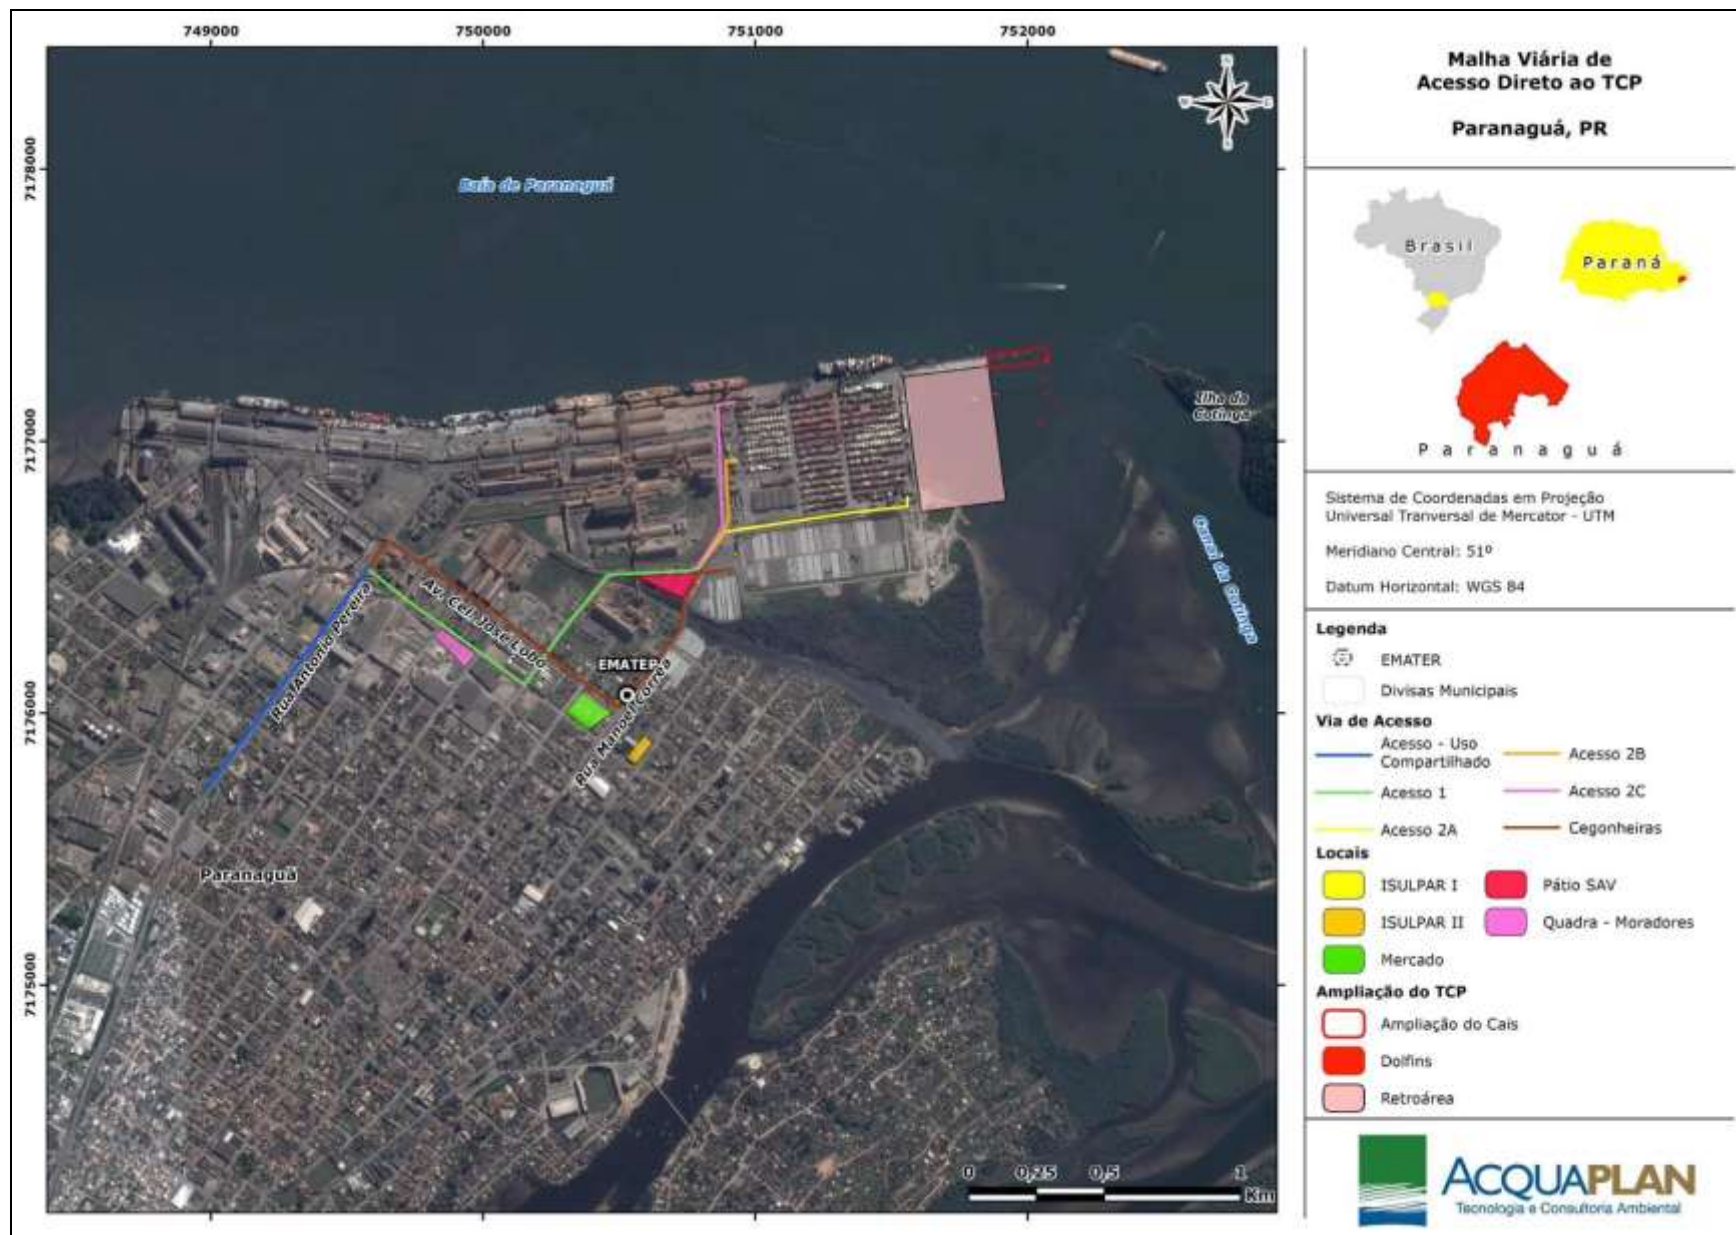 749000
750000
751000
752000
7178000
7177000
7176000
7175000
N
E
S
Baía de Paranaguá
Ilha da
Cotinga
Canal da Cotinga
Av. Cel. José Lobo
Rua Antonio Pereira
EMATER
Rua Manoel Correa
Paranaguá
0 0,25 0,5 1
Km
Malha Viária de
Acesso Direto ao TCP
Paranaguá, PR
Brasil
Paraná
Paranaguá
Sistema de Coordenadas em Projeção
Universal Tranversal de Mercator - UTM
Meridiano Central: 51º
Datum Horizontal: WGS 84
Legenda
EMATER
Divisas Municipais
Via de Acesso
Acesso - Uso
Compartilhado
Acesso 2B
Acesso 1
Acesso 2C
Acesso 2A
Cegonheiras
Locais
ISULPAR I
Pátio SAV
ISULPAR II
Quadra - Moradores
Mercado
Ampliação do TCP
Ampliação do Cais
Dolfins
Retroárea
ACQUAPLAN
Tecnologia e Consultoria Ambiental